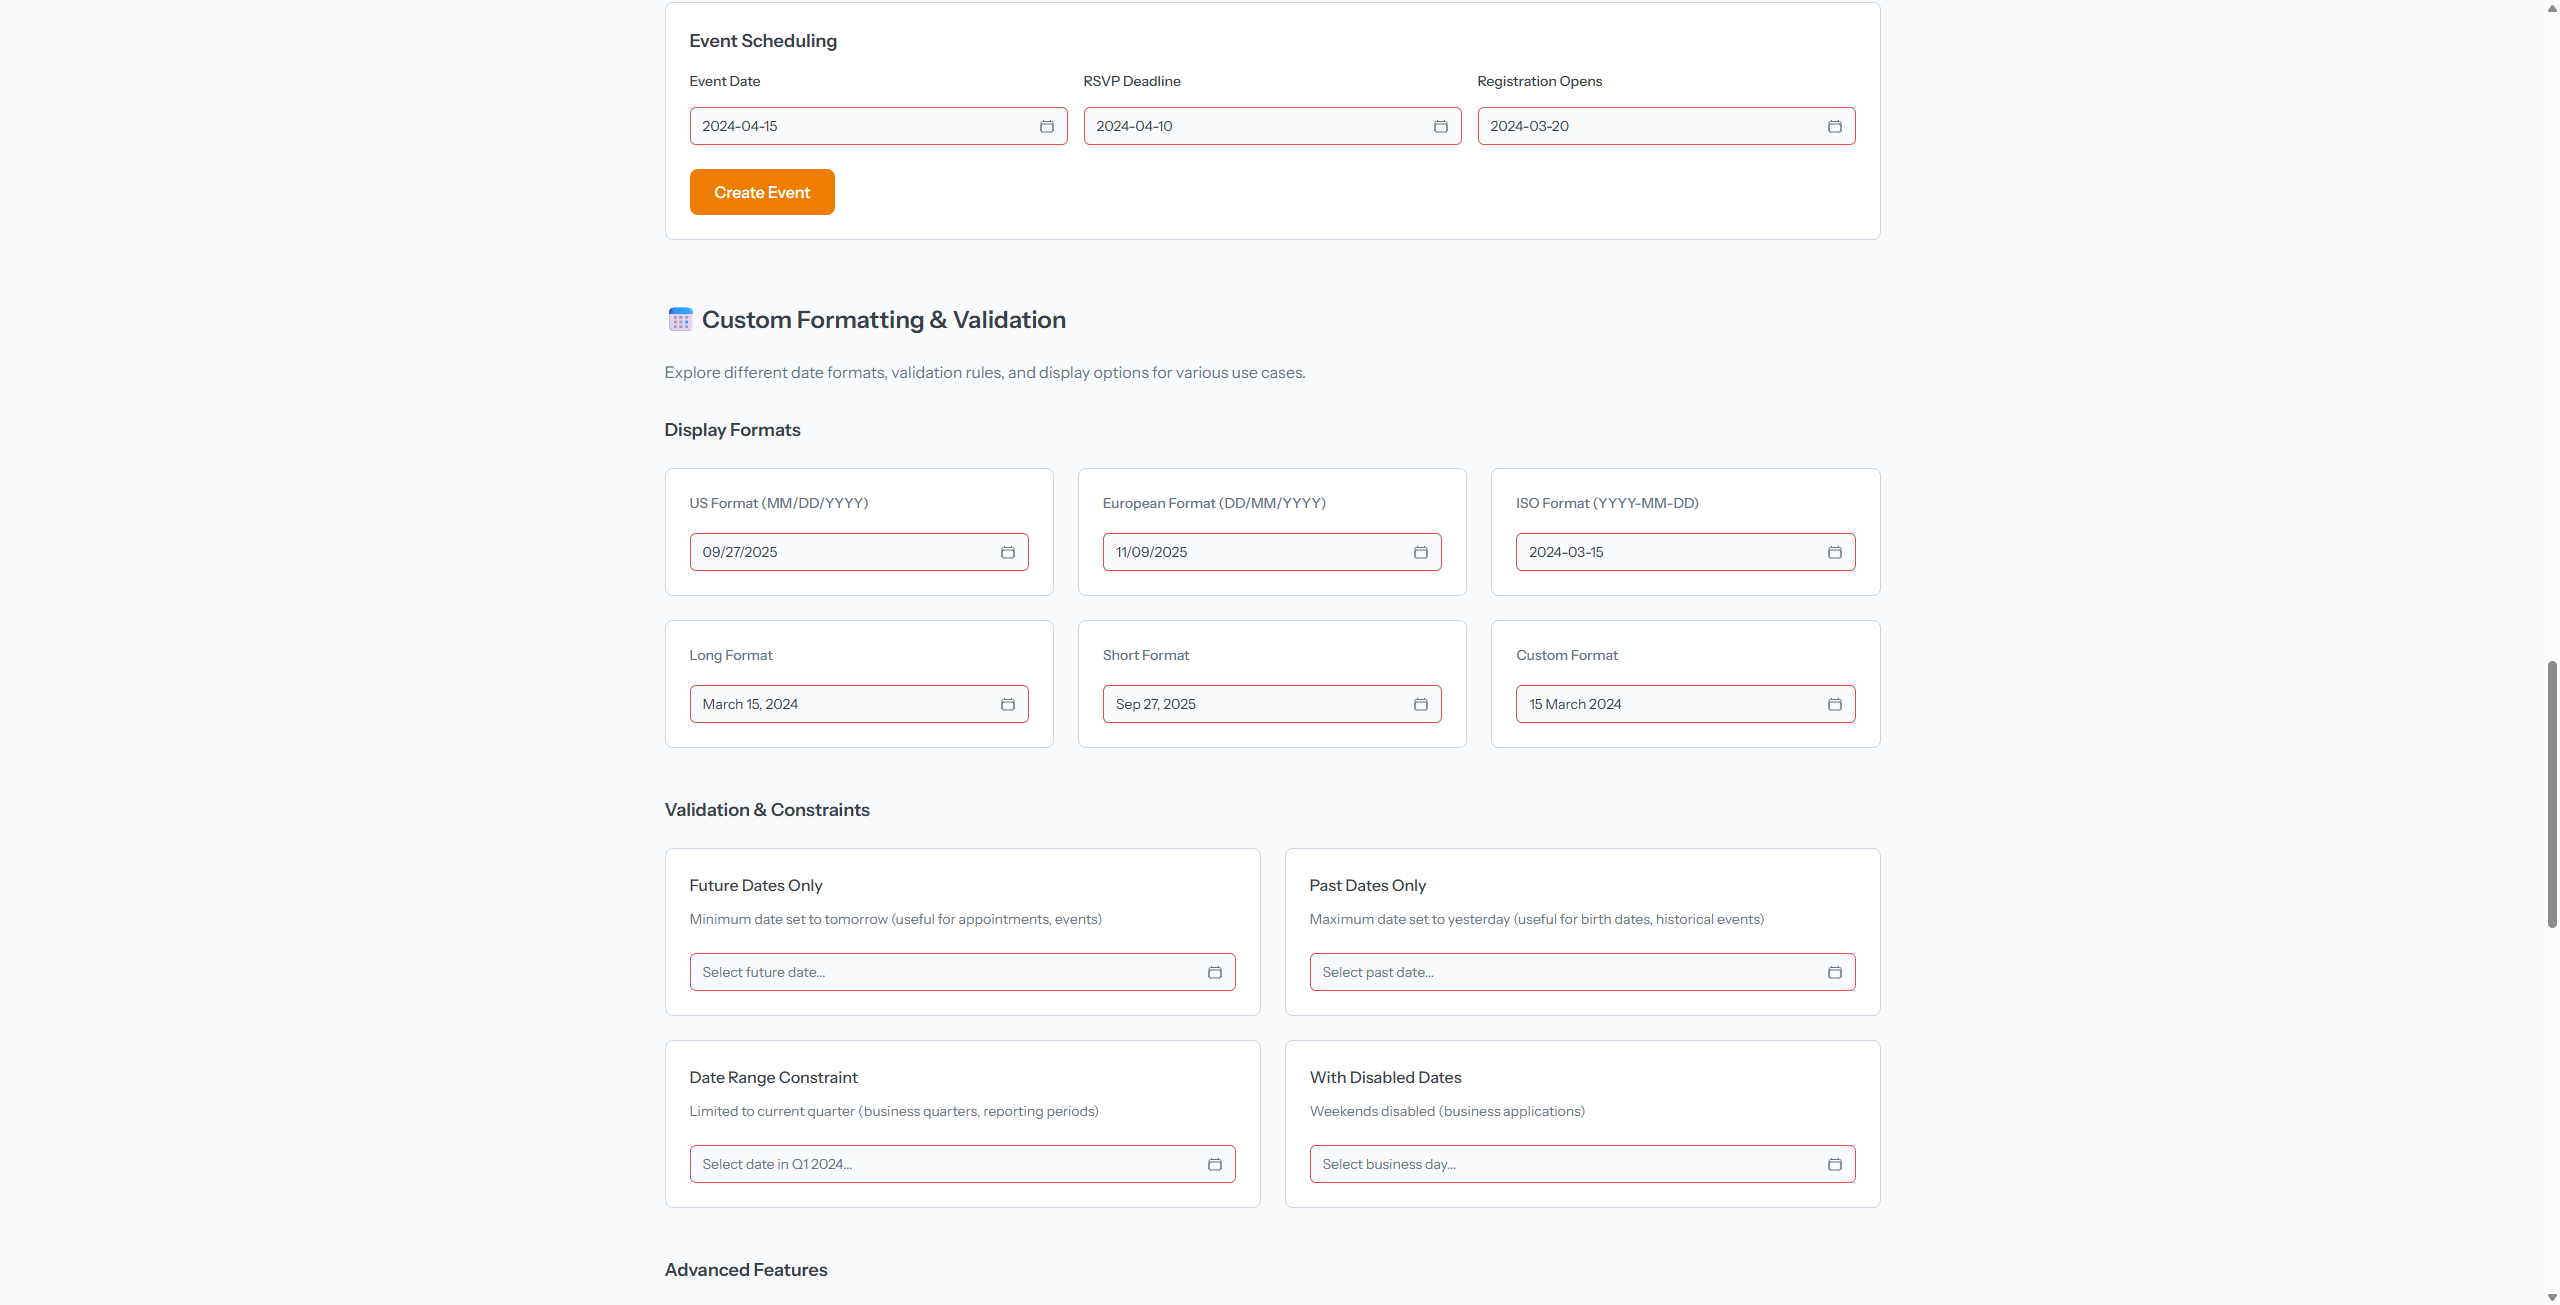 Event Scheduling
Event Date
RSVP Deadline
Registration Opens
2024-04-15
2024-04-10
2024-03-20
Create Event
Custom Formatting & Validation
Explore different date formats, validation rules, and display options for various use cases.
Display Formats
US Format (MM/DD/YYYY)
European Format (DD/MM/YYYY)
ISO Format (YYYY-MM-DD)
09/27/2025
11/09/2025
2024-03-15
Long Format
Short Format
Custom Format
March 15, 2024
Sep 27, 2025
15 March 2024
Validation & Constraints
Future Dates Only
Minimum date set to tomorrow (useful for appointments, events)
Select future date...
Past Dates Only
Maximum date set to yesterday (useful for birth dates, historical events)
Select past date...
Date Range Constraint
Limited to current quarter (business quarters, reporting periods)
Select date in Q1 2024...
With Disabled Dates
Weekends disabled (business applications)
Select business day...
Advanced Features